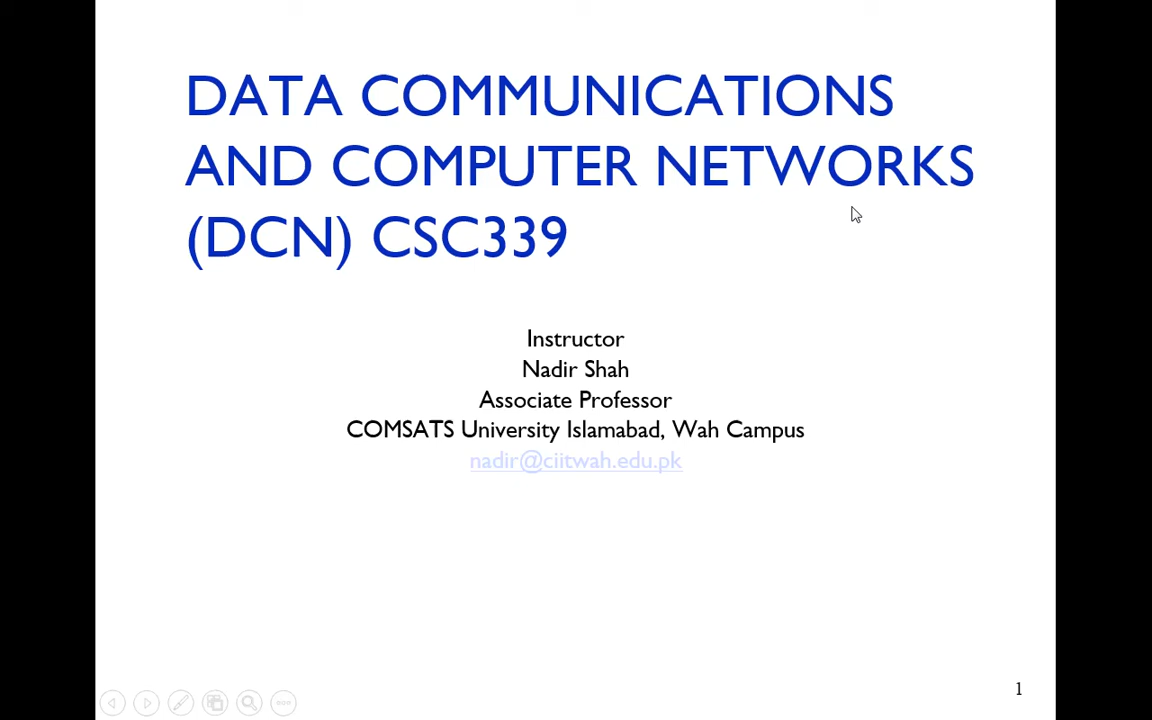 DATA COMMUNICATIONS
AND COMPUTER NETWORKS
(DCN) CSC339
Instructor
Nadir Shah
Associate Professor
COMSATS University Islamabad, Wah Campus
nadir@ciitwah.edu.pk
1